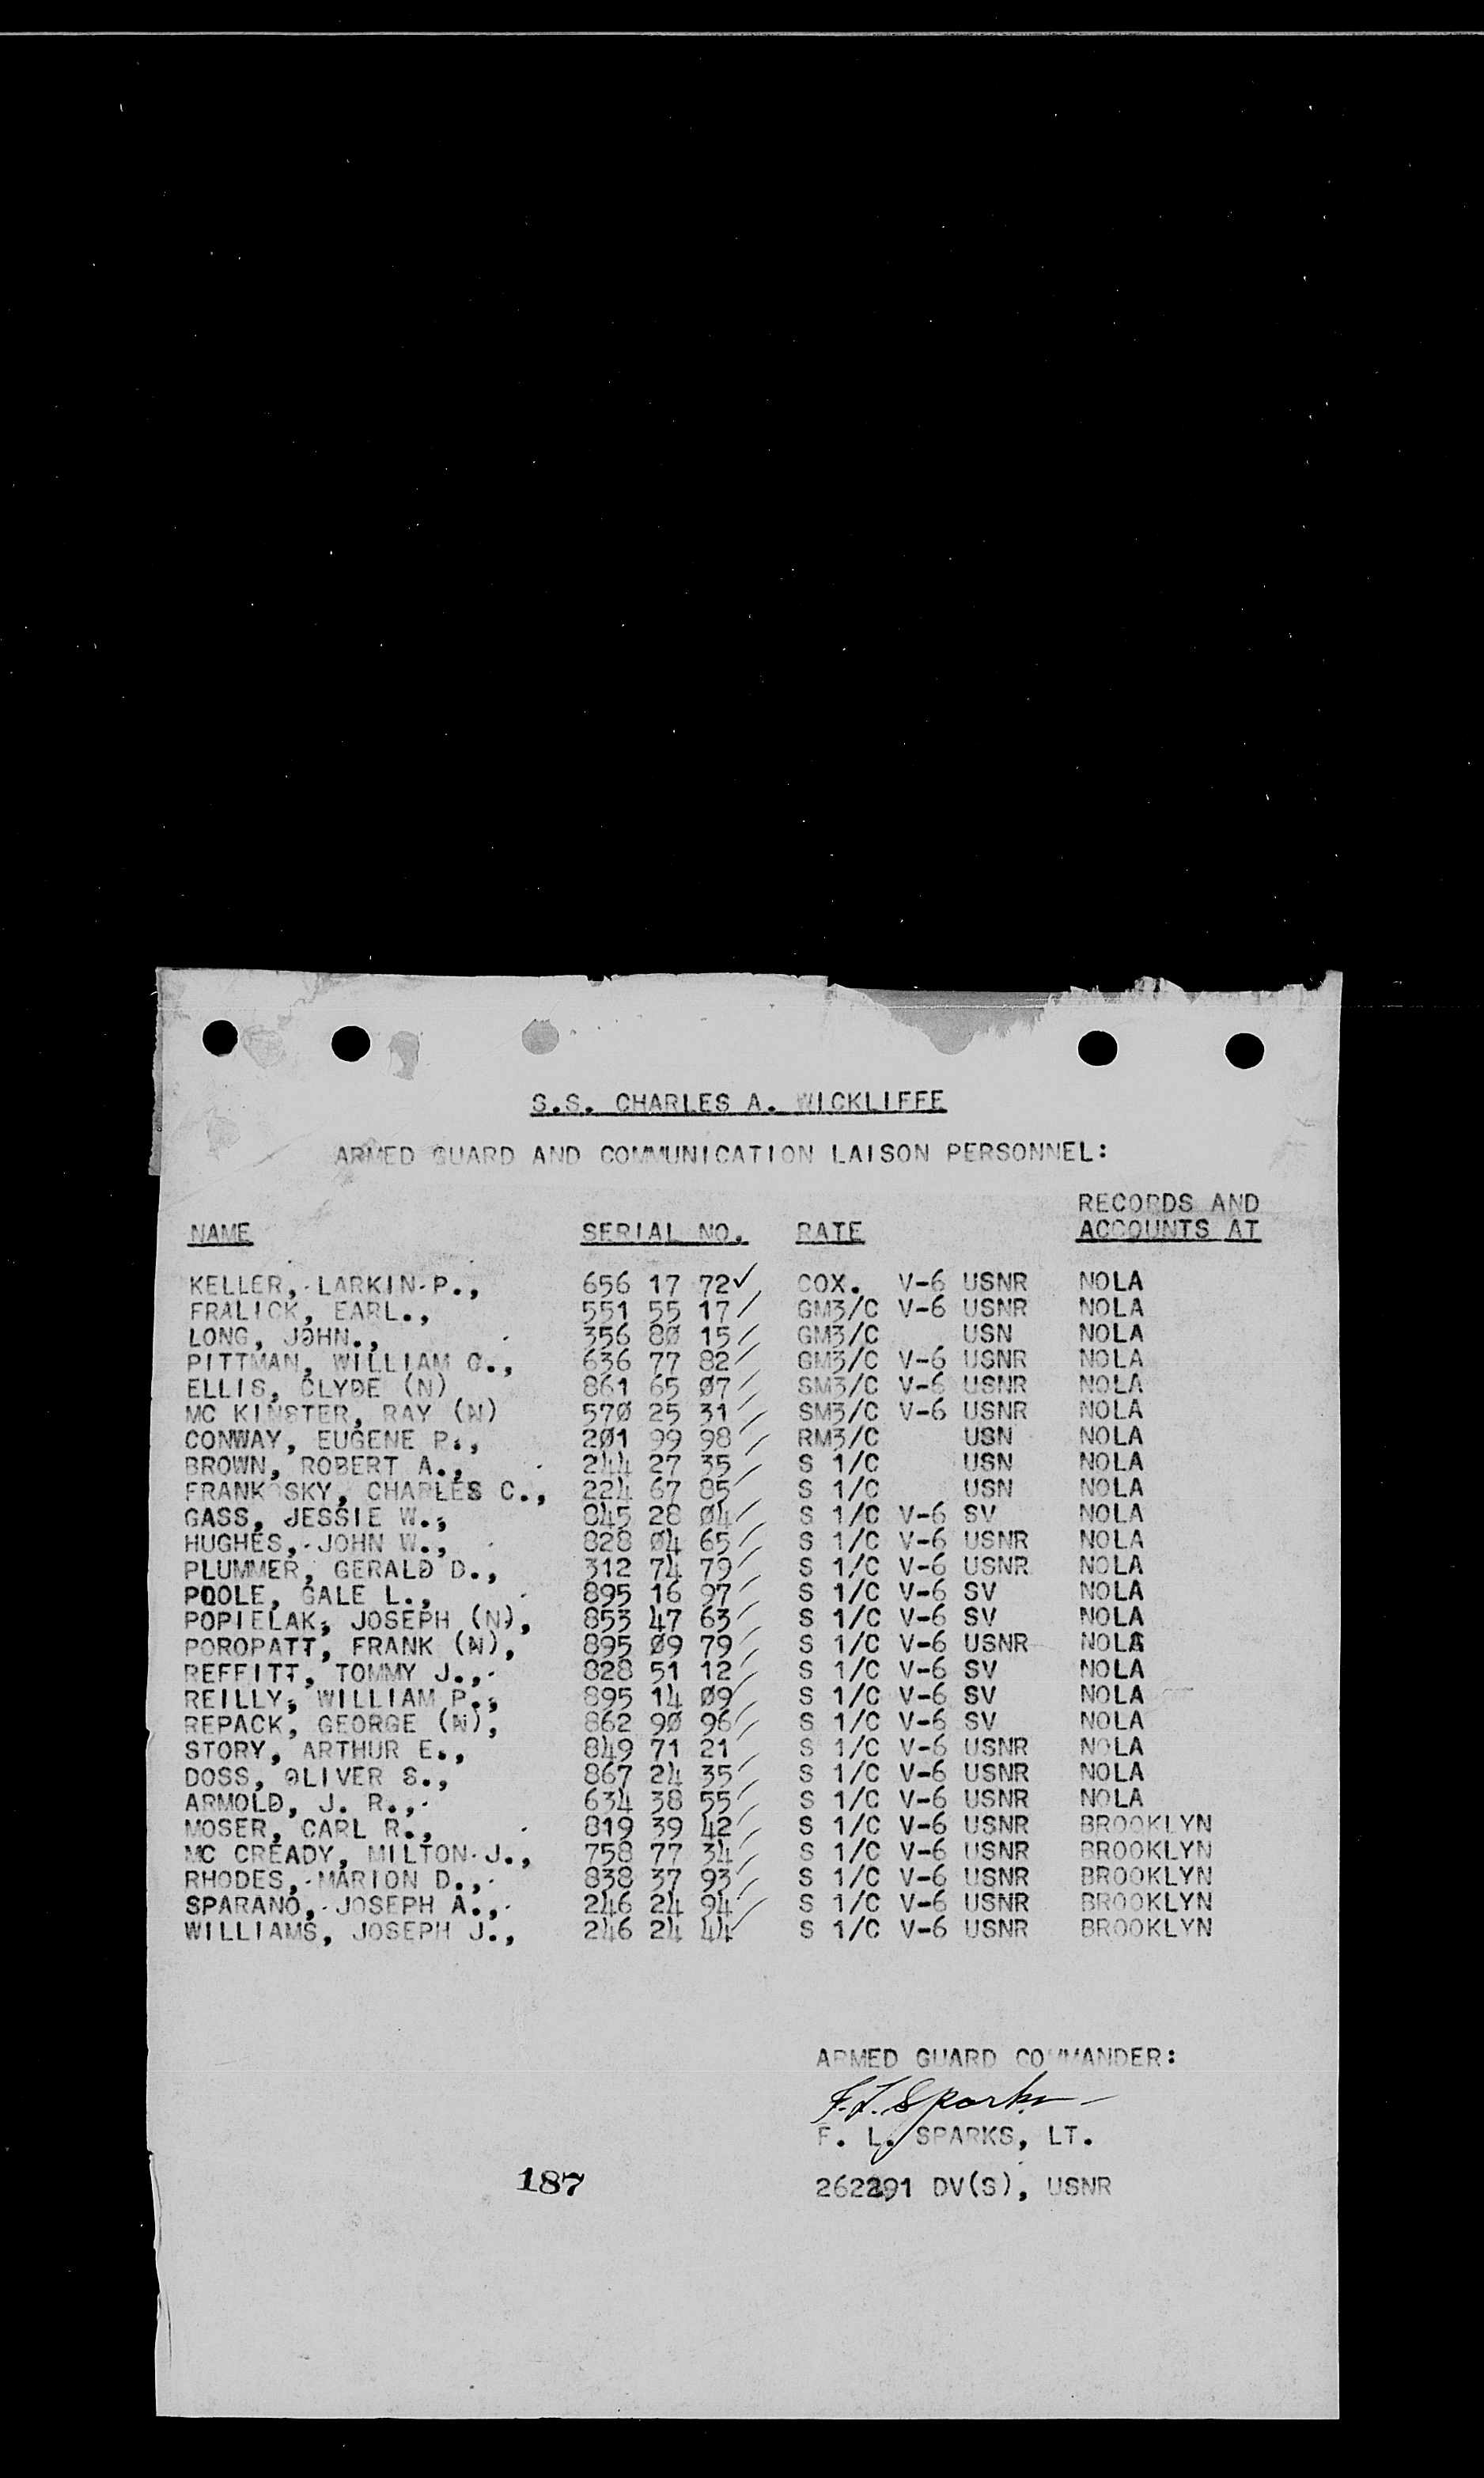 S.S. CHARLES A. WICKLIFFE
ARMED GUARD AND COMMUNICATION LAISON PERSONNEL:
RECORDS AND
NAME SERIAL NO. RATE ACCOUNTS AT
KELLER, LARKIN P., 656 17 72✓ COX. V-6 USNR NOLA
FRALICK, EARL., 551 55 17 GM3/C V-6 USNR NOLA
LONG, JOHN., 356 80 15 GM3/C USN NOLA
PITTMAN, WILLIAM O., 636 77 82 GM3/C V-6 USNR NOLA
ELLIS, CLYDE (N) 861 65 07 SM3/C V-6 USNR NOLA
MC KINSTER, RAY (N) 570 25 31 SM3/C V-6 USNR NOLA
CONWAY, EUGENE P., 201 99 98 RM3/C USN NOLA
BROWN, ROBERT A., 244 27 35 S 1/C USN NOLA
FRANKOSKY, CHARLES C., 224 67 85 S 1/C USN NOLA
GASS, JESSIE W., 845 28 04 S 1/C V-6 SV NOLA
HUGHES, JOHN W., 828 04 65 S 1/C V-6 USNR NOLA
PLUMMER, GERALD D., 312 74 79 S 1/C V-6 USNR NOLA
POOLE, GALE L., 895 16 97 S 1/C V-6 SV NOLA
POPIELAK, JOSEPH (N), 853 47 63 S 1/C V-6 SV NOLA
POROPATT, FRANK (N), 895 09 79 S 1/C V-6 USNR NOLA
REFFITT, TOMMY J., 828 51 12 S 1/C V-6 SV NOLA
REILLY, WILLIAM P., 895 14 09 S 1/C V-6 SV NOLA
REPACK, GEORGE (N), 862 90 96 S 1/C V-6 SV NOLA
STORY, ARTHUR E., 849 71 21 S 1/C V-6 USNR NOLA
DOSS, OLIVER S., 867 24 35 S 1/C V-6 USNR NOLA
ARMOLD, J. R., 634 38 55 S 1/C V-6 USNR NOLA
MOSER, CARL R., 819 39 42 S 1/C V-6 USNR BROOKLYN
MC CREADY, MILTON J., 758 77 34 S 1/C V-6 USNR BROOKLYN
RHODES, MARION D., 838 37 93 S 1/C V-6 USNR BROOKLYN
SPARANO, JOSEPH A., 246 24 94 S 1/C V-6 USNR BROOKLYN
WILLIAMS, JOSEPH J., 246 24 44 S 1/C V-6 USNR BROOKLYN
ARMED GUARD COMMANDER:
F. L. Sparks
F. L. SPARKS, LT.
262291 DV(S), USNR
187